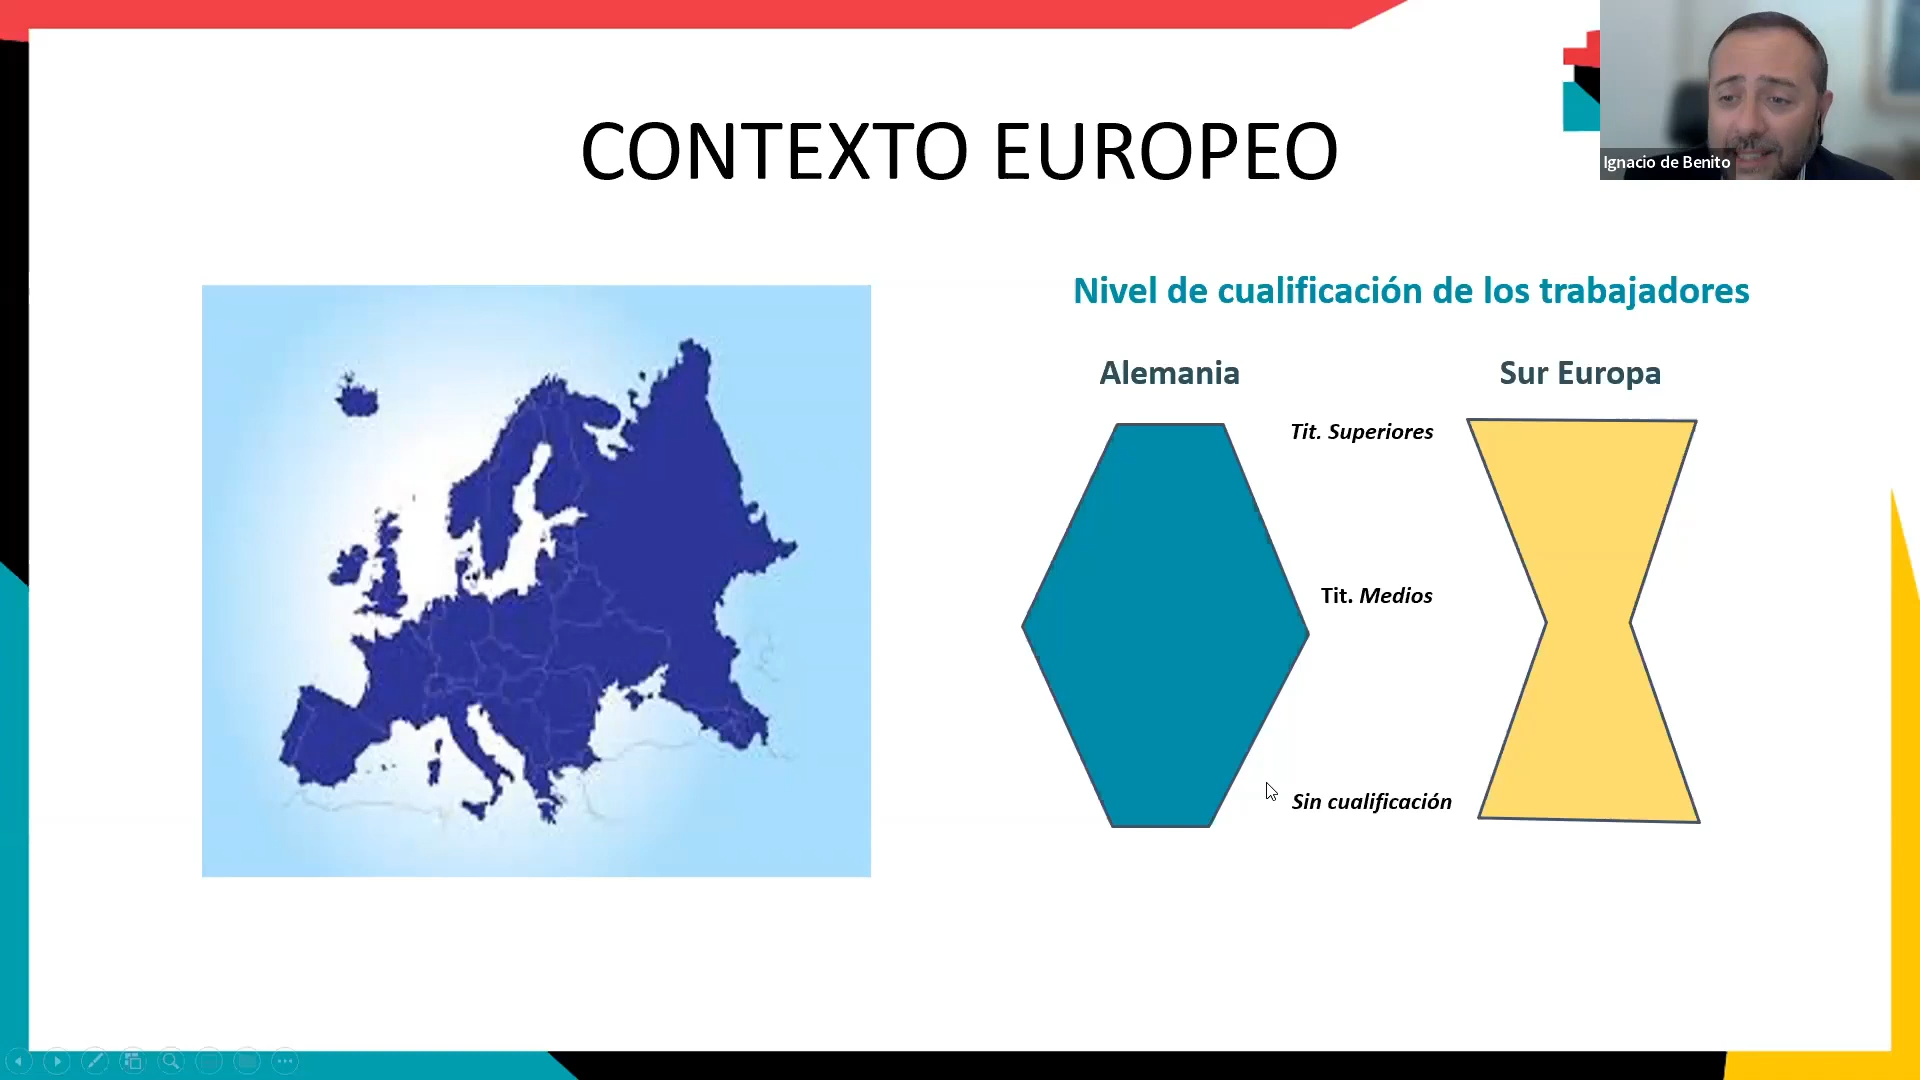 CONTEXTO EUROPEO
Ignacio de Benito
Nivel de cualificación de los trabajadores
Alemania
Sur Europa
Tit. Superiores
Tit. Medios
Sin cualificación